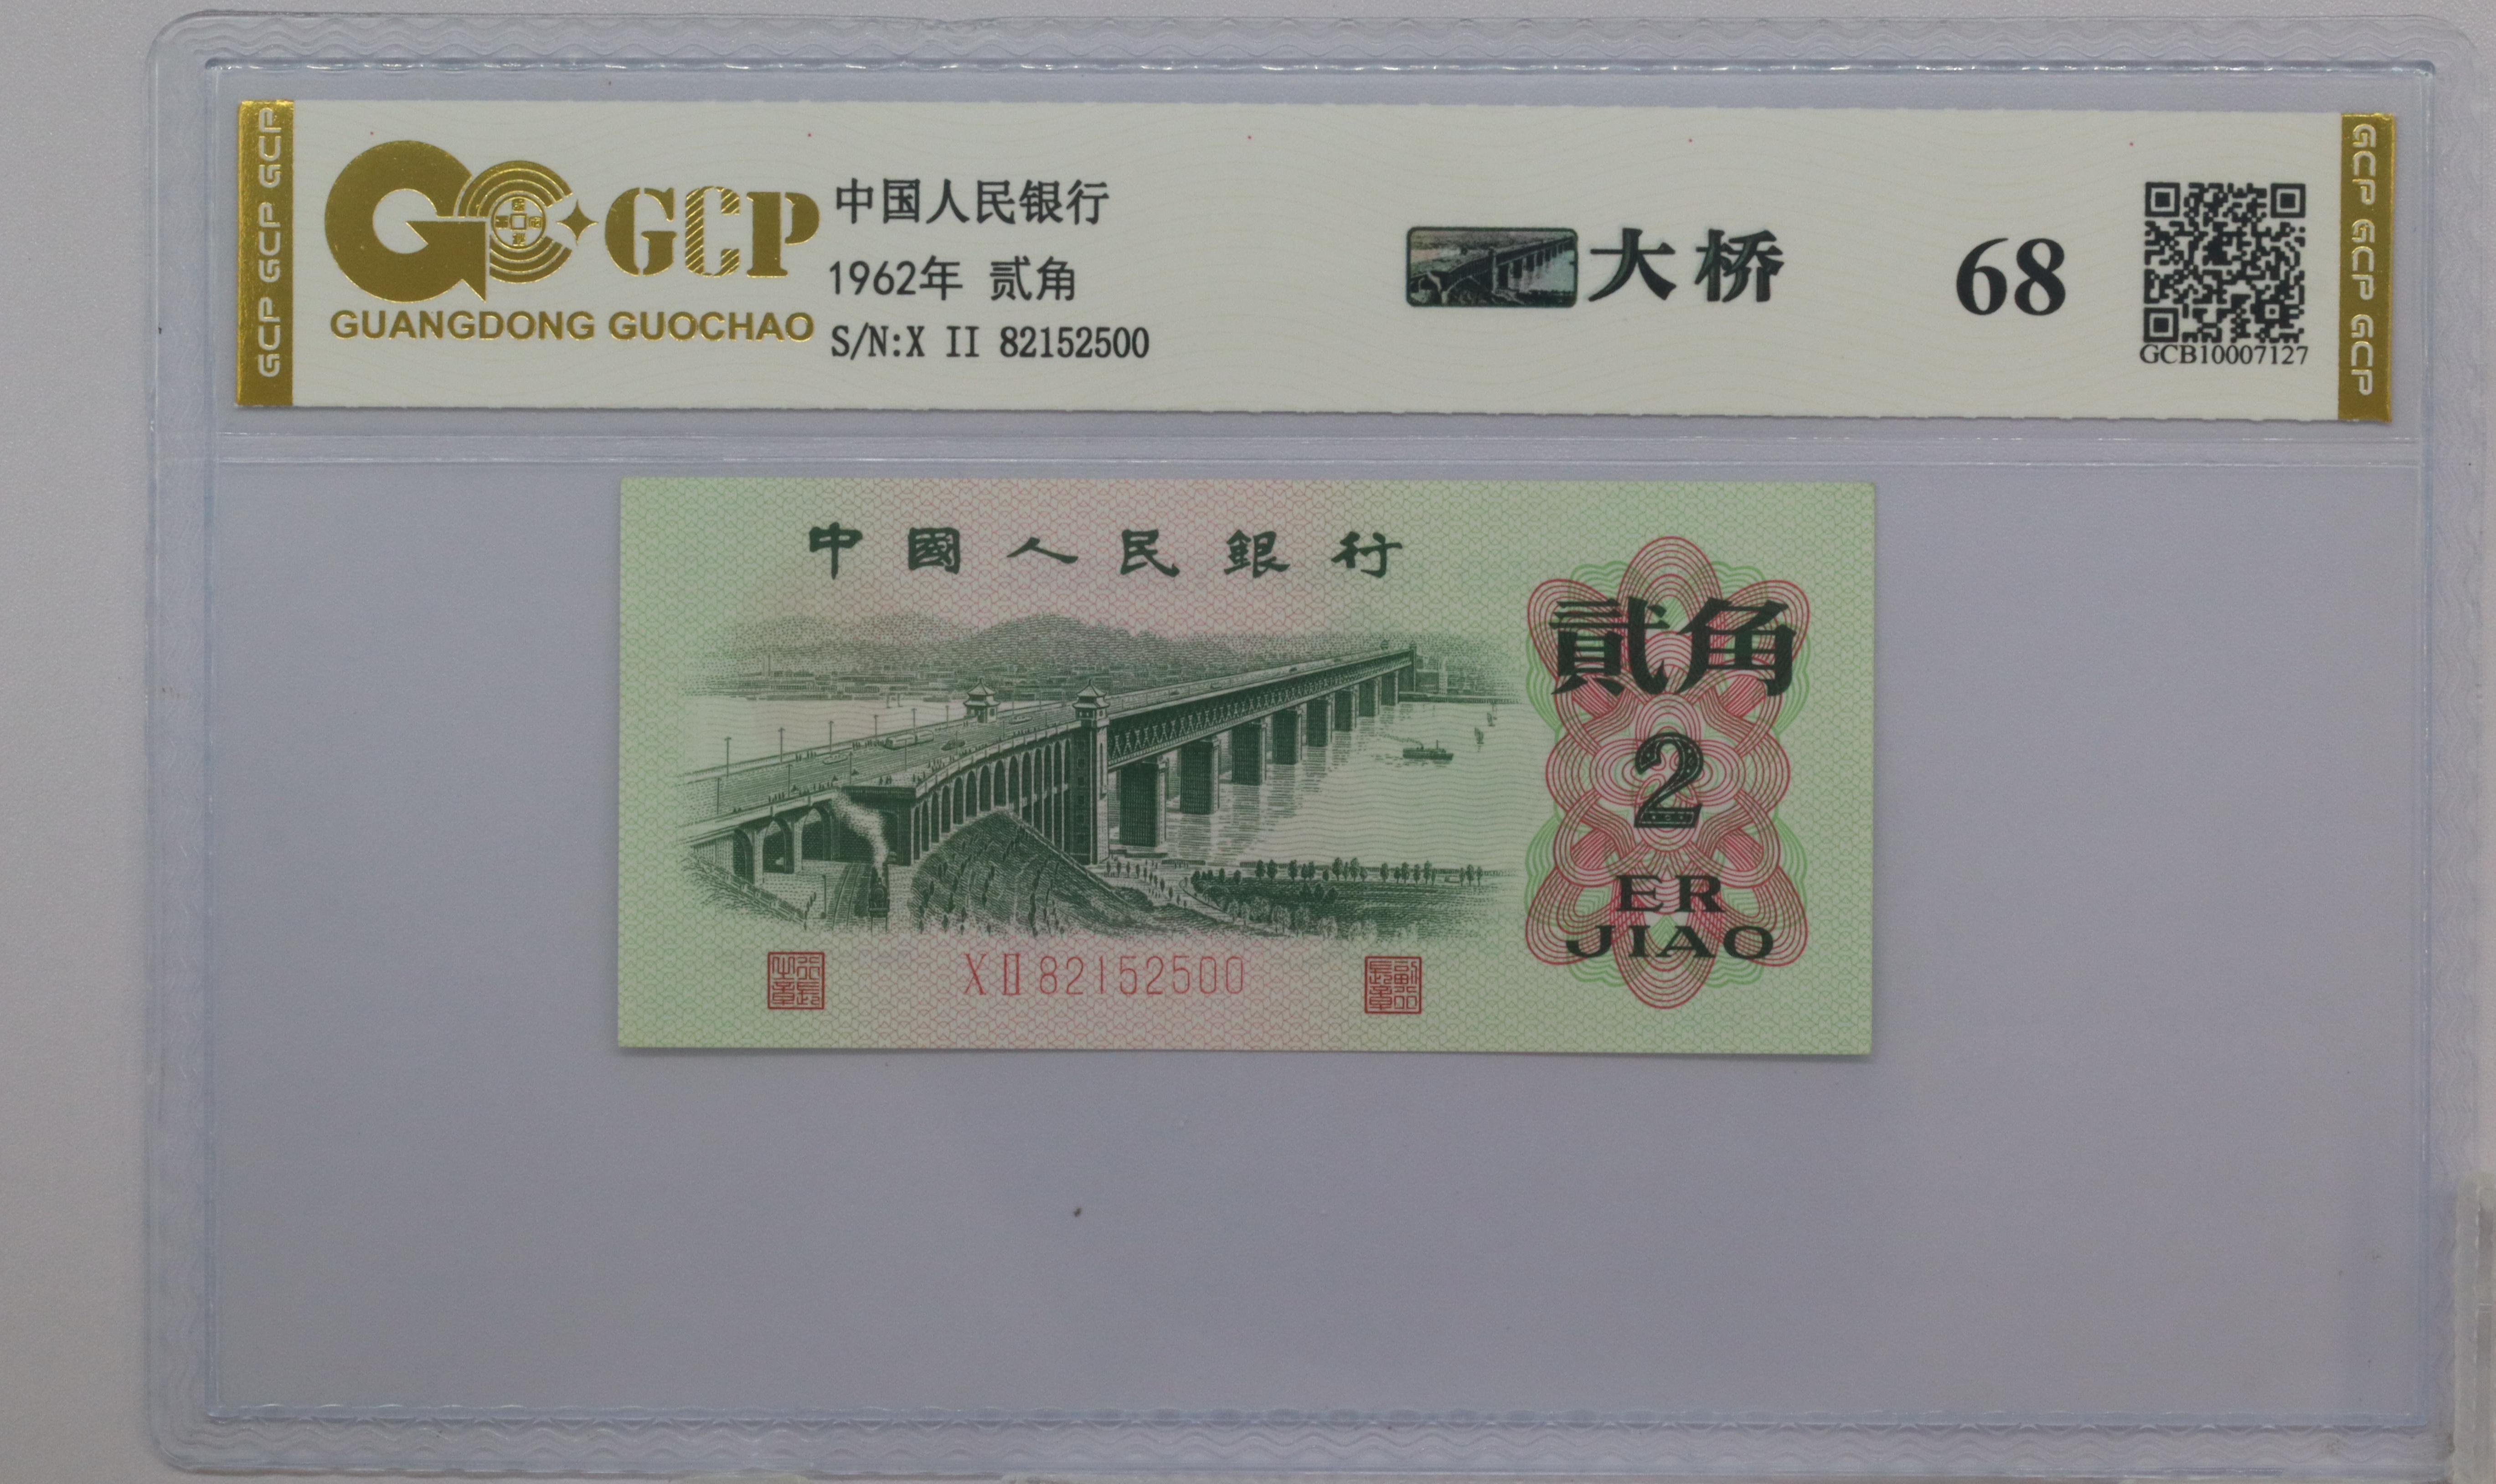 GCP GCP GCP
GCP
GUANGDONG GUOCHAO
中国人民银行
1962年 贰角
S/N:X II 82152500
大桥
68
GCB10007127
GCP GCP GCP
中國人民銀行
貳角
2
ER
JIAO
X II 82152500